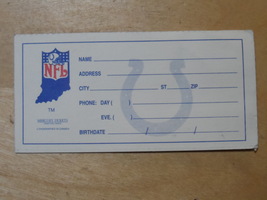 NFL
TM
NAME
ADDRESS
CITY ST ZIP
PHONE: DAY ( )
EVE. ( )
BIRTHDATE / /